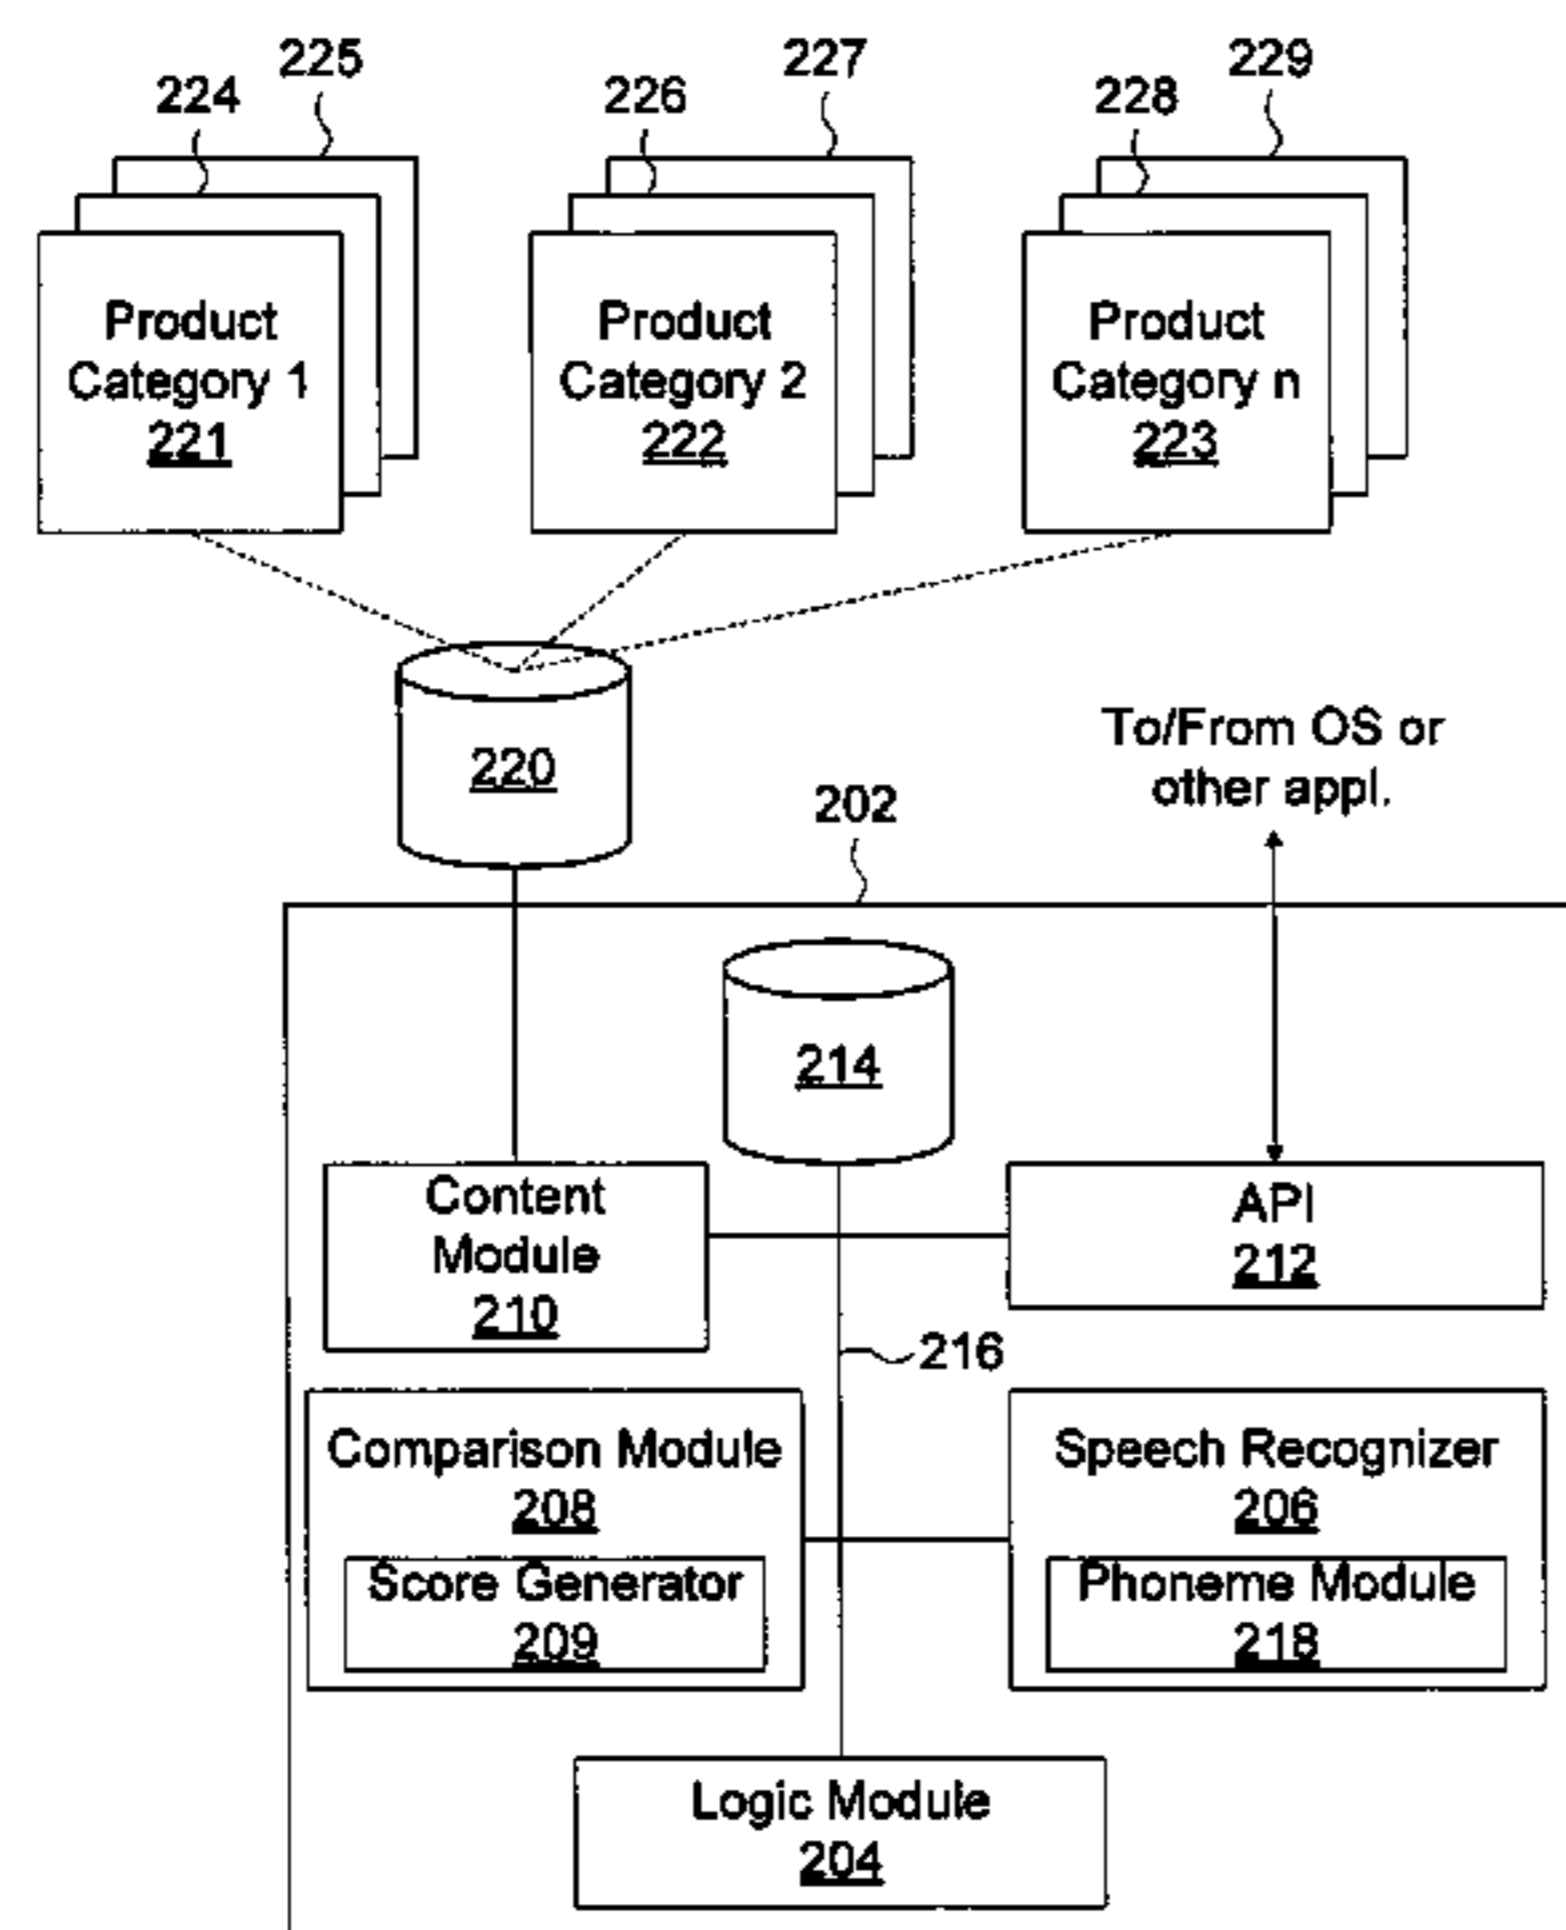 225
227
229
224
226
228
Product
Category 1
221
Product
Category 2
222
Product
Category n
223
220
To/From OS or
other appl.
202
214
Content
Module
210
API
212
216
Comparison Module
208
Score Generator
209
Speech Recognizer
206
Phoneme Module
218
Logic Module
204